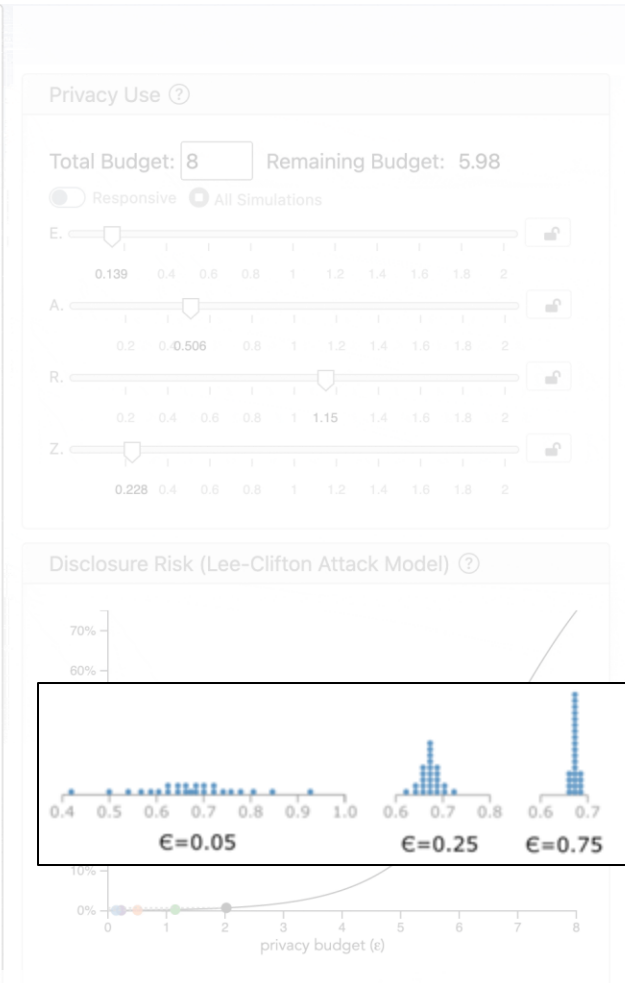 Privacy Use ?
Total Budget: 8 Remaining Budget: 5.98
Responsive All Simulations
E.
0.139 0.4 0.6 0.8 1 1.2 1.4 1.6 1.8 2
A.
0.2 0.4 0.506 0.8 1 1.2 1.4 1.6 1.8 2
R.
0.2 0.4 0.6 0.8 1 1.15 1.4 1.6 1.8 2
Z.
0.228 0.4 0.6 0.8 1 1.2 1.4 1.6 1.8 2
Disclosure Risk (Lee-Clifton Attack Model) ?
70%
60%
0.4 0.5 0.6 0.7 0.8 0.9 1.0 0.6 0.7 0.8 0.6 0.7
Є=0.05 Є=0.25 Є=0.75
10%
0%
0 1 2 3 4 5 6 7 8
privacy budget (ε)